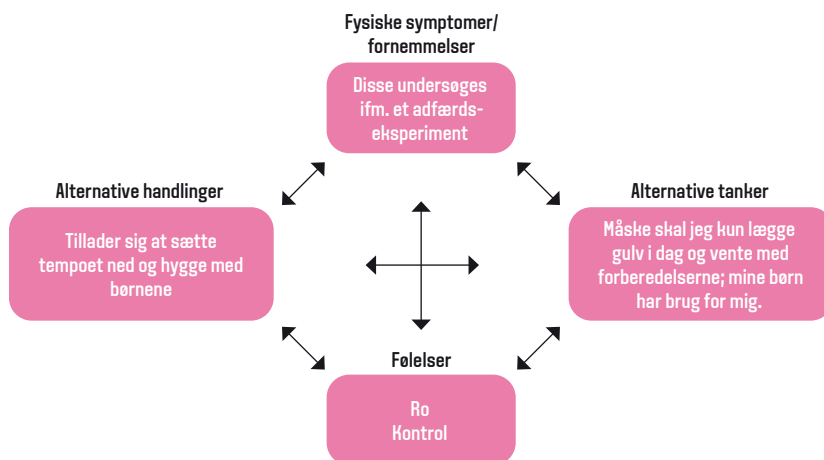 Fysiske symptomer/
fornemmelser
Disse undersøges
ifm. et adfærds-
eksperiment
Alternative handlinger
Tillader sig at sætte
tempoet ned og hygge med
børnene
Alternative tanker
Måske skal jeg kun lægge
gulv i dag og vente med
forberedelserne; mine børn
har brug for mig.
Følelser
Ro
Kontrol